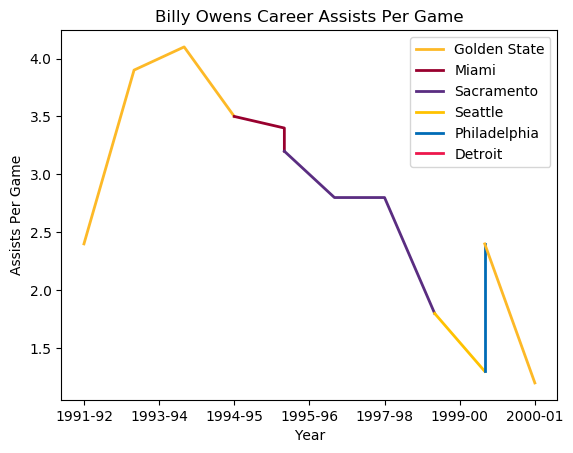 Billy Owens Career Assists Per Game
Golden State
Miami
Sacramento
Seattle
Philadelphia
Detroit
Assists Per Game
4.0
3.5
3.0
2.5
2.0
1.5
1991-92 1993-94 1994-95 1995-96 1997-98 1999-00 2000-01
Year